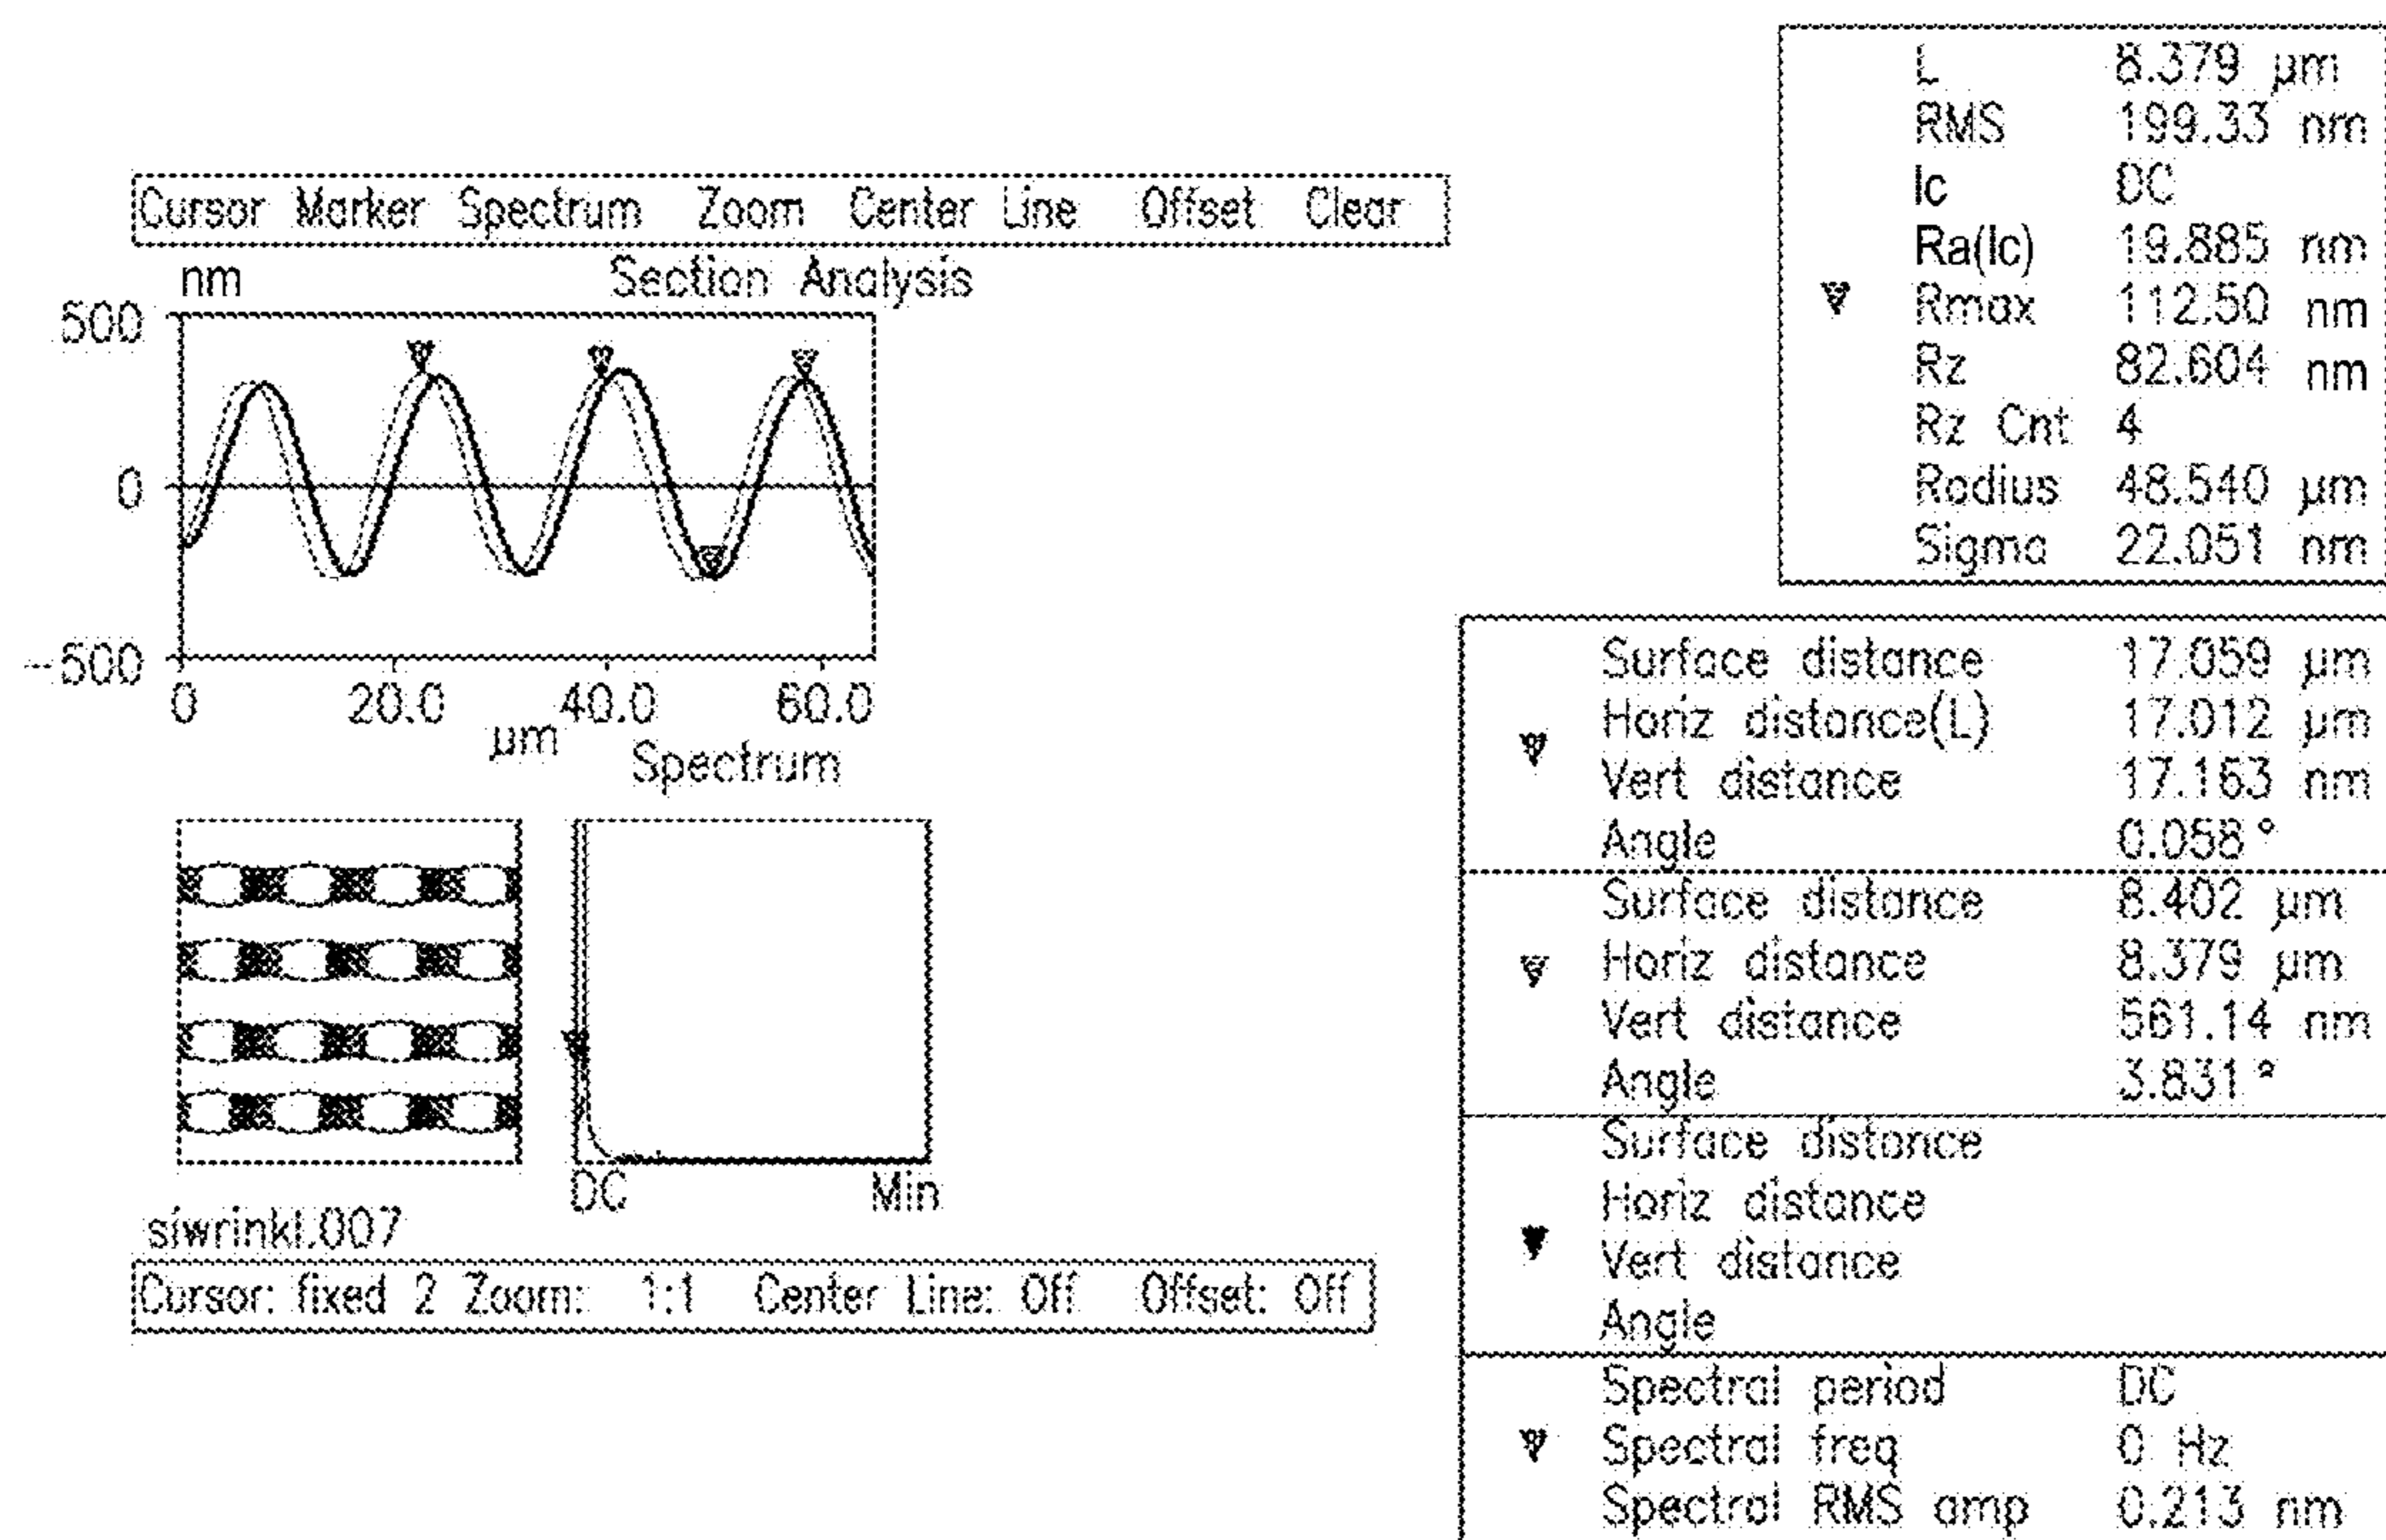 L 8.379 µm
RMS 199.33 nm
Ic DC
Ra(Ic) 19.885 nm
Rmax 112.50 nm
Rz 82.604 nm
Rz Cnt 4
Radius 48.540 µm
Sigma 22.051 nm
Cursor Marker Spectrum Zoom Center Line Offset Clear
nm
Section Analysis
500
0
-500
0 20.0 40.0 60.0
µm
Spectrum
DC Min
siwrinkl.007
Cursor: fixed 2 Zoom: 1:1 Center Line: Off Offset: Off
Surface distance 17.059 µm
Horiz distance(L) 17.012 µm
Vert distance 17.163 nm
Angle 0.058°
Surface distance 8.402 µm
Horiz distance 8.379 µm
Vert distance 561.14 nm
Angle 3.831°
Surface distance
Horiz distance
Vert distance
Angle
Spectral period DC
Spectral freq 0 Hz
Spectral RMS amp 0.213 nm